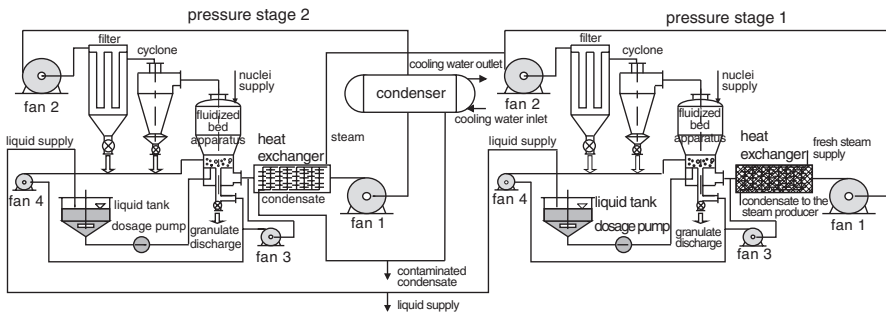 pressure stage 2
pressure stage 1
filter
cyclone
fan 2
nuclei
supply
fluidized
bed
apparatus
liquid supply
steam
heat
exchanger
condensate
fan 4
liquid tank
dosage pump
granulate
discharge
fan 3
fan 1
condenser
cooling water outlet
cooling water inlet
contaminated
condensate
liquid supply
filter
cyclone
fan 2
nuclei
supply
fluidized
bed
apparatus
liquid supply
heat
exchanger
fresh steam
supply
condensate to the
steam producer
fan 4
liquid tank
dosage pump
granulate
discharge
fan 3
fan 1